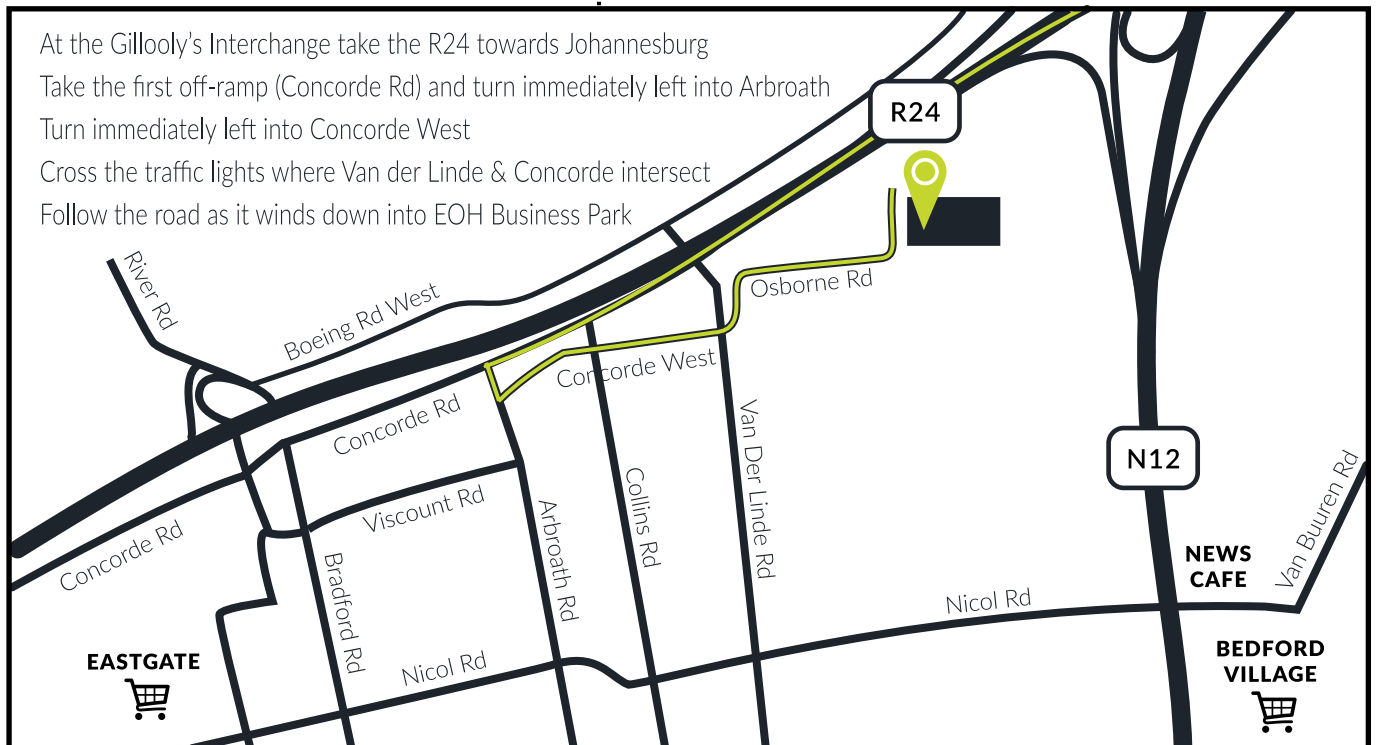 At the Gillooly's Interchange take the R24 towards Johannesburg
Take the first off-ramp (Concorde Rd) and turn immediately left into Arbroath
Turn immediately left into Concorde West
Cross the traffic lights where Van der Linde & Concorde intersect
Follow the road as it winds down into EOH Business Park
R24
River Rd
Boeing Rd West
Osborne Rd
Concorde West
Concorde Rd
Van Der Linde Rd
N12
Collins Rd
Viscount Rd
Arbroath Rd
Concorde Rd
Bradford Rd
Van Buuren Rd
NEWS
CAFE
Nicol Rd
Nicol Rd
EASTGATE
BEDFORD
VILLAGE